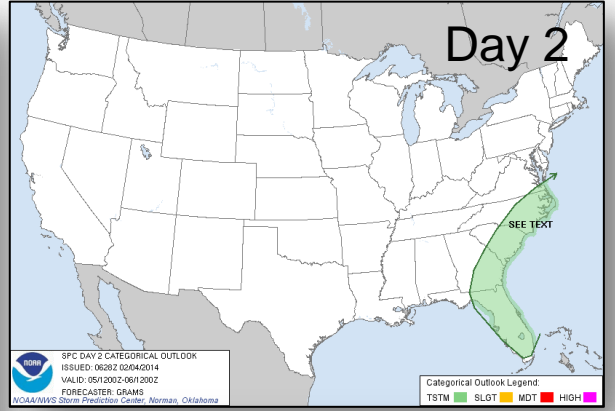 Day 2
SEE TEXT
NOAA
SPC DAY 2 CATEGORICAL OUTLOOK
ISSUED: 0628Z 02/04/2014
VALID: 05/1200Z-06/1200Z
FORECASTER: GRAMS
NOAA/NWS Storm Prediction Center, Norman, Oklahoma
Categorical Outlook Legend:
TSTM SLGT MDT HIGH